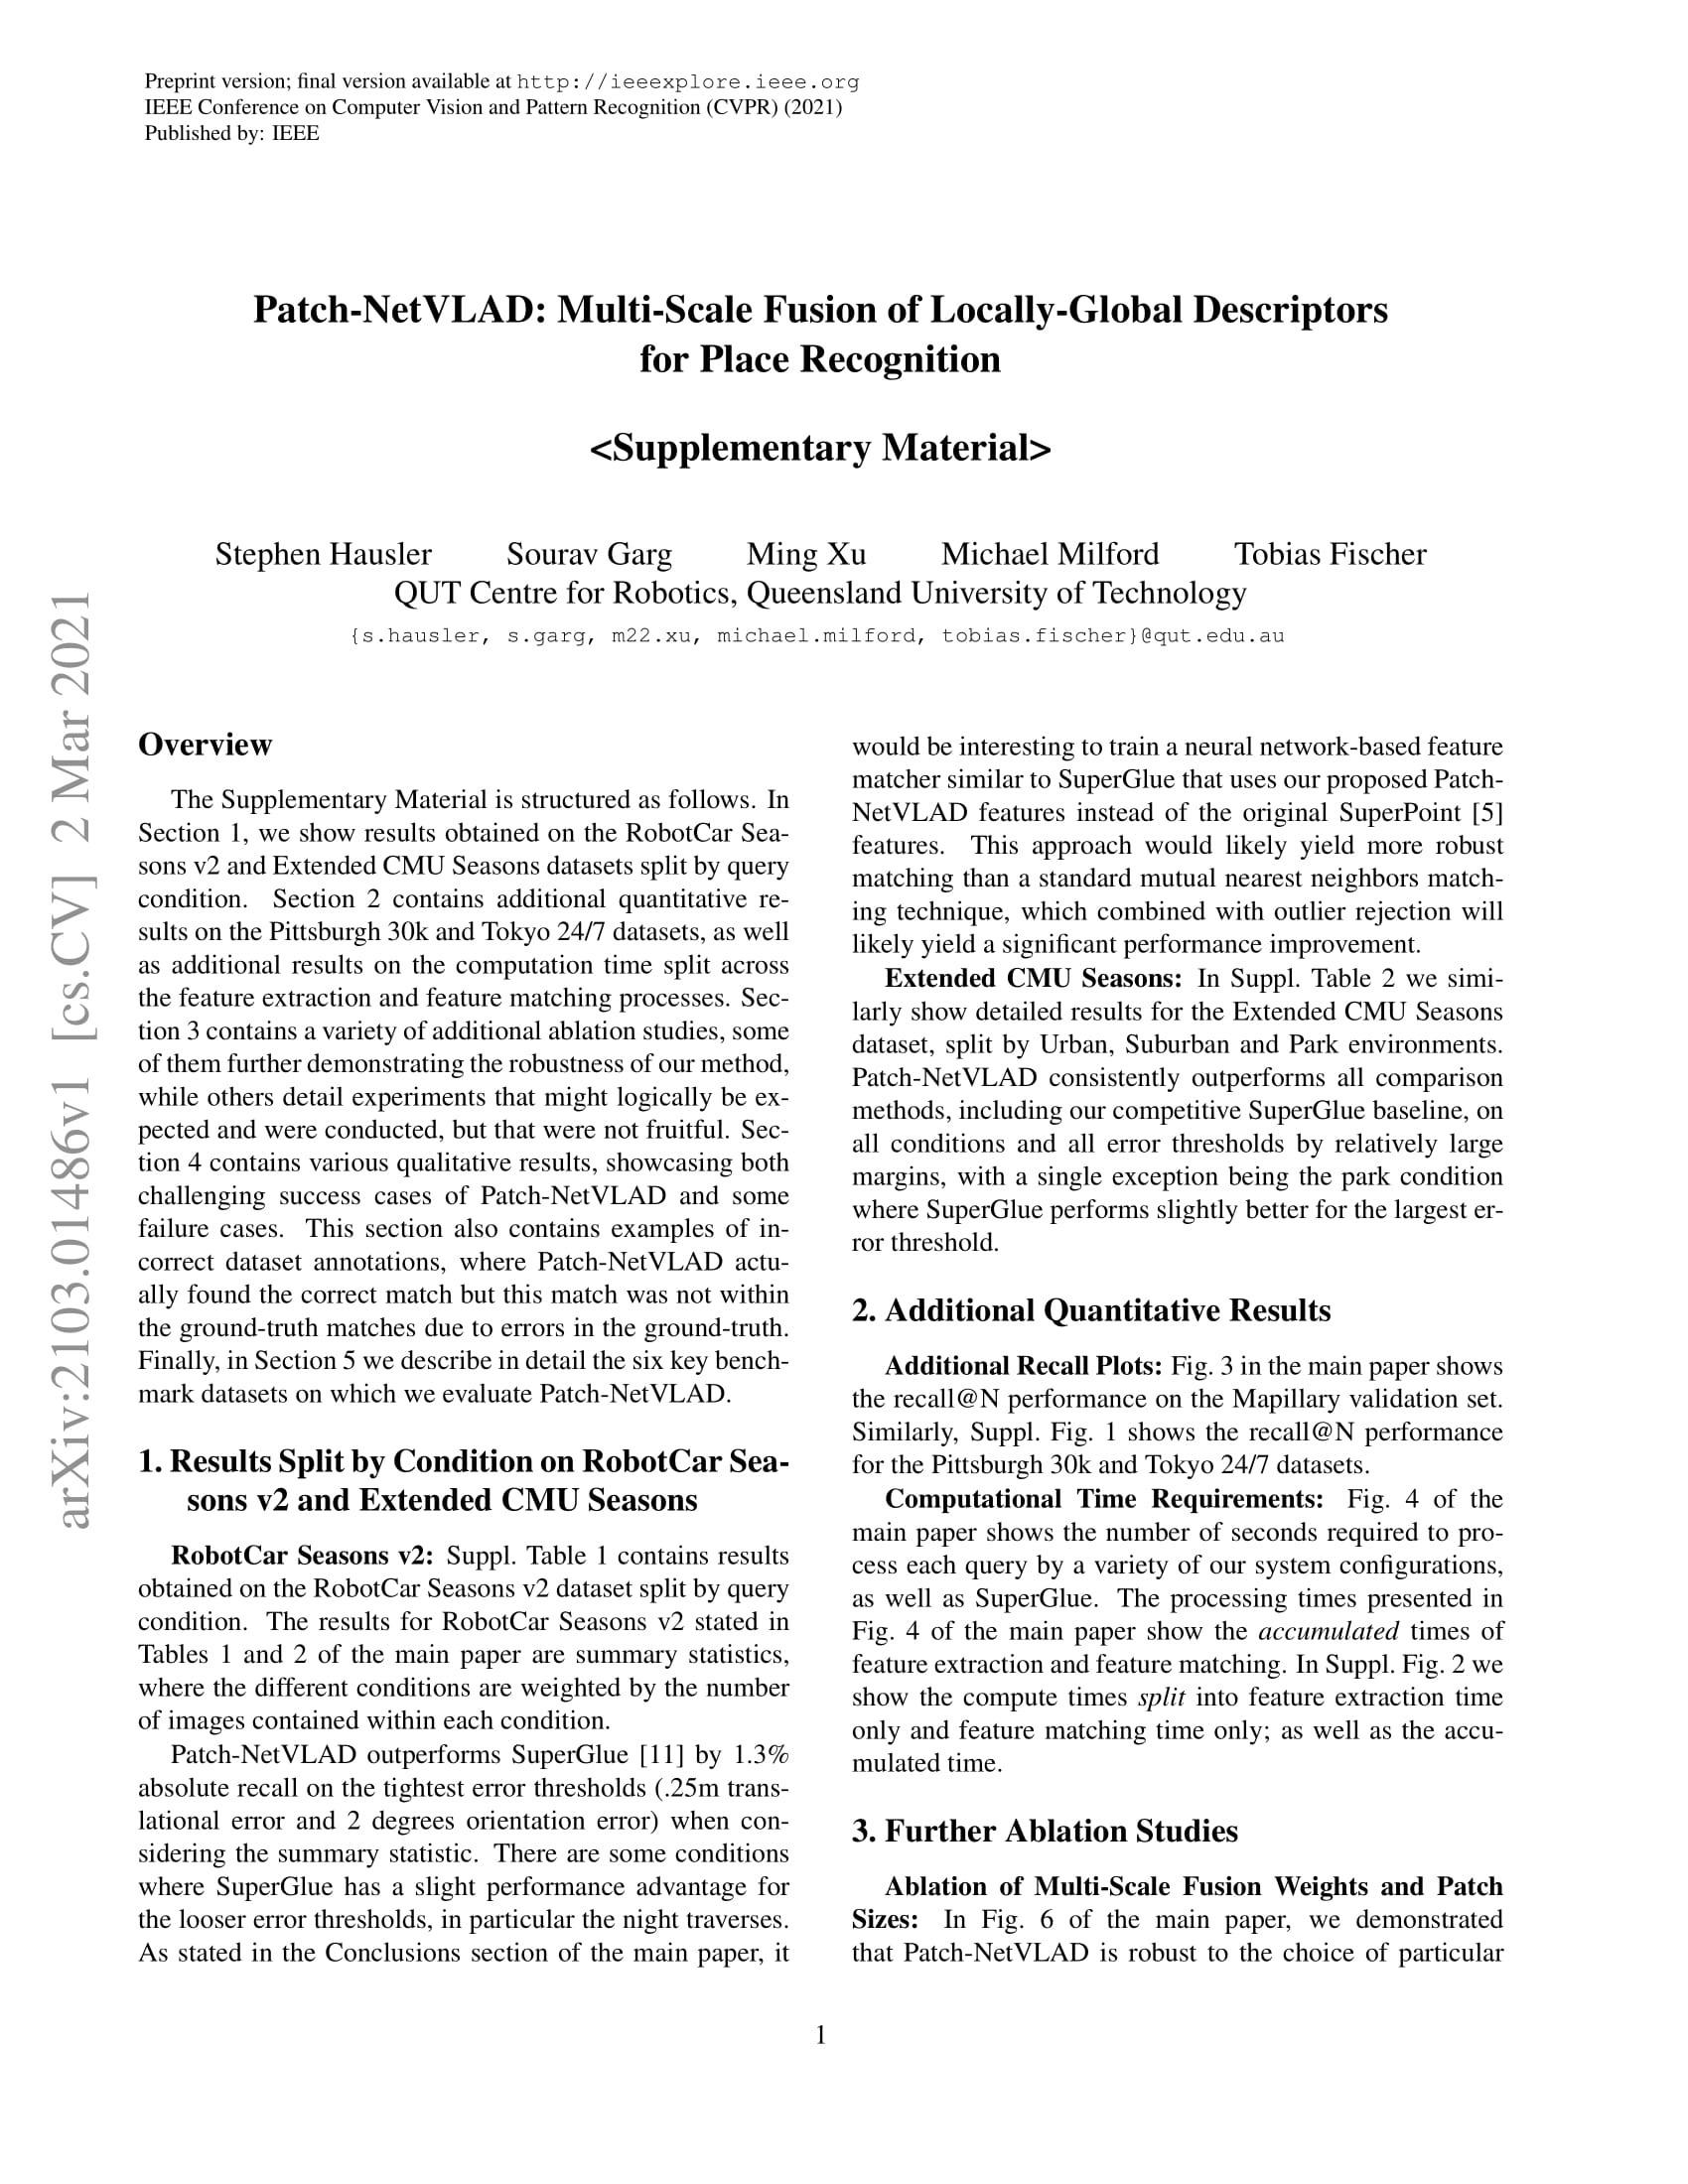 Preprint version; final version available at http://ieeexplore.ieee.org
IEEE Conference on Computer Vision and Pattern Recognition (CVPR) (2021)
Published by: IEEE
Patch-NetVLAD: Multi-Scale Fusion of Locally-Global Descriptors
for Place Recognition
<Supplementary Material>
Stephen Hausler Sourav Garg Ming Xu Michael Milford Tobias Fischer
QUT Centre for Robotics, Queensland University of Technology
{s.hausler, s.garg, m22.xu, michael.milford, tobias.fischer}@qut.edu.au
arXiv:2103.01486v1 [cs.CV] 2 Mar 2021
Overview
The Supplementary Material is structured as follows. In
Section 1, we show results obtained on the RobotCar Sea-
sons v2 and Extended CMU Seasons datasets split by query
condition. Section 2 contains additional quantitative re-
sults on the Pittsburgh 30k and Tokyo 24/7 datasets, as well
as additional results on the computation time split across
the feature extraction and feature matching processes. Sec-
tion 3 contains a variety of additional ablation studies, some
of them further demonstrating the robustness of our method,
while others detail experiments that might logically be ex-
pected and were conducted, but that were not fruitful. Sec-
tion 4 contains various qualitative results, showcasing both
challenging success cases of Patch-NetVLAD and some
failure cases. This section also contains examples of in-
correct dataset annotations, where Patch-NetVLAD actu-
ally found the correct match but this match was not within
the ground-truth matches due to errors in the ground-truth.
Finally, in Section 5 we describe in detail the six key bench-
mark datasets on which we evaluate Patch-NetVLAD.
1. Results Split by Condition on RobotCar Sea-
sons v2 and Extended CMU Seasons
RobotCar Seasons v2: Suppl. Table 1 contains results
obtained on the RobotCar Seasons v2 dataset split by query
condition. The results for RobotCar Seasons v2 stated in
Tables 1 and 2 of the main paper are summary statistics,
where the different conditions are weighted by the number
of images contained within each condition.
Patch-NetVLAD outperforms SuperGlue [11] by 1.3%
absolute recall on the tightest error thresholds (.25m trans-
lational error and 2 degrees orientation error) when con-
sidering the summary statistic. There are some conditions
where SuperGlue has a slight performance advantage for
the looser error thresholds, in particular the night traverses.
As stated in the Conclusions section of the main paper, it
would be interesting to train a neural network-based feature
matcher similar to SuperGlue that uses our proposed Patch-
NetVLAD features instead of the original SuperPoint [5]
features. This approach would likely yield more robust
matching than a standard mutual nearest neighbors match-
ing technique, which combined with outlier rejection will
likely yield a significant performance improvement.
Extended CMU Seasons: In Suppl. Table 2 we simi-
larly show detailed results for the Extended CMU Seasons
dataset, split by Urban, Suburban and Park environments.
Patch-NetVLAD consistently outperforms all comparison
methods, including our competitive SuperGlue baseline, on
all conditions and all error thresholds by relatively large
margins, with a single exception being the park condition
where SuperGlue performs slightly better for the largest er-
ror threshold.
2. Additional Quantitative Results
Additional Recall Plots: Fig. 3 in the main paper shows
the recall@N performance on the Mapillary validation set.
Similarly, Suppl. Fig. 1 shows the recall@N performance
for the Pittsburgh 30k and Tokyo 24/7 datasets.
Computational Time Requirements: Fig. 4 of the
main paper shows the number of seconds required to pro-
cess each query by a variety of our system configurations,
as well as SuperGlue. The processing times presented in
Fig. 4 of the main paper show the accumulated times of
feature extraction and feature matching. In Suppl. Fig. 2 we
show the compute times split into feature extraction time
only and feature matching time only; as well as the accu-
mulated time.
3. Further Ablation Studies
Ablation of Multi-Scale Fusion Weights and Patch
Sizes: In Fig. 6 of the main paper, we demonstrated
that Patch-NetVLAD is robust to the choice of particular
1